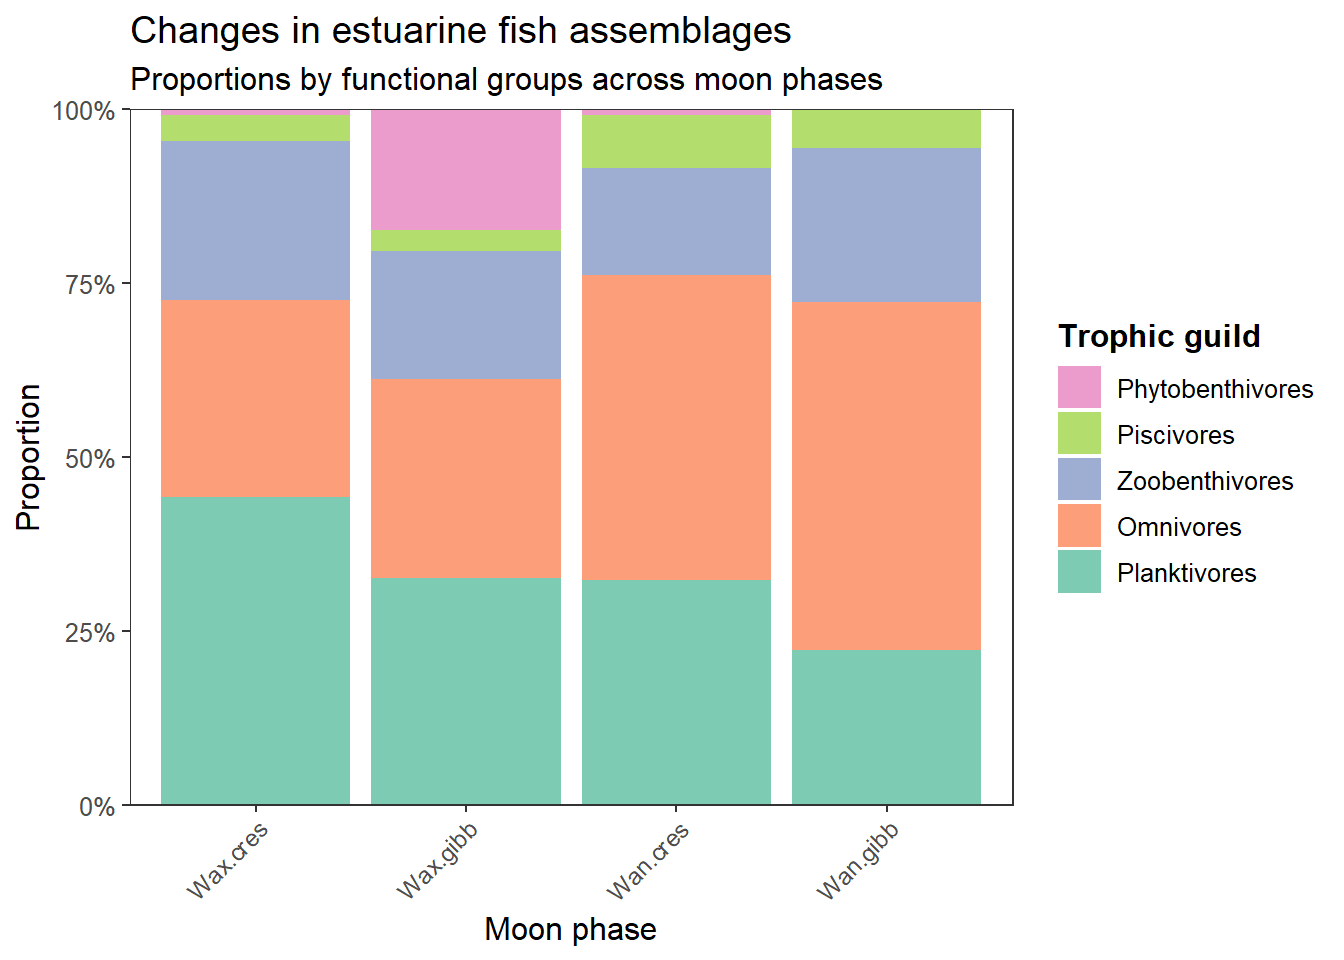 Changes in estuarine fish assemblages
Proportions by functional groups across moon phases
100%
75%
50%
25%
0%
Proportion
Wax.cres
Wax.gibb
Wan.cres
Wan.gibb
Moon phase
Trophic guild
Phytobenthivores
Piscivores
Zoobenthivores
Omnivores
Planktivores